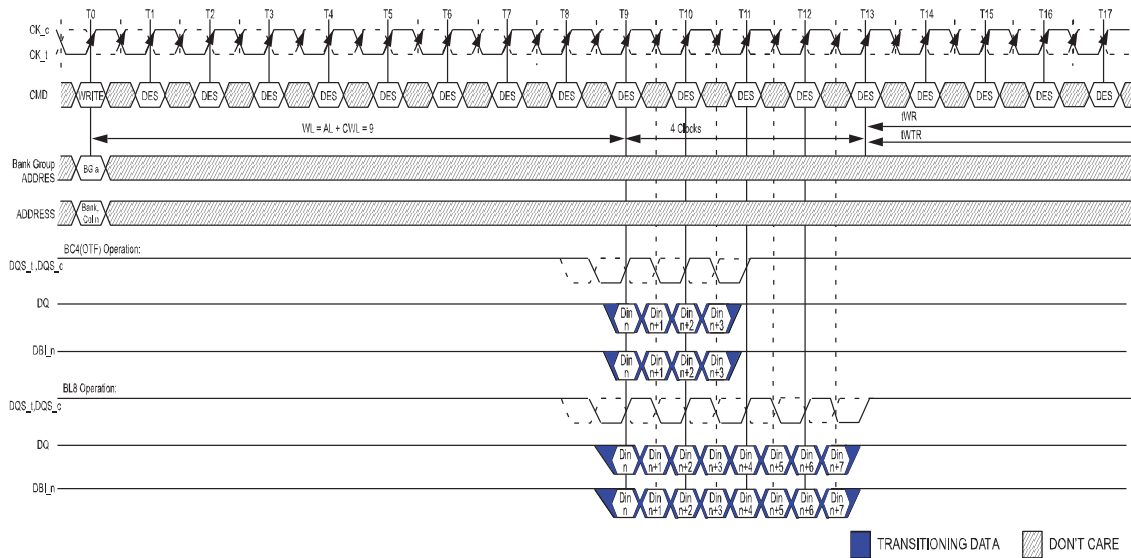 T0 T1 T2 T3 T4 T5 T6 T7 T8 T9 T10 T11 T12 T13 T14 T15 T16 T17
CK_c
CK_t
CMD WRITE DES DES DES DES DES DES DES DES DES DES DES DES DES DES DES DES DES
WL = AL + CWL = 9 4 Clocks tWR
tWTR
Bank Group
ADDRES
BG a
ADDRESS
Bank,
Col n
BC4(OTF) Operation:
DQS_t ,DQS_c
DQ
Din Din Din Din
n n+1 n+2 n+3
DBI_n
Din Din Din Din
n n+1 n+2 n+3
BL8 Operation:
DQS_t,DQS_c
DQ
Din Din Din Din Din Din Din Din
n n+1 n+2 n+3 n+4 n+5 n+6 n+7
DBI_n
Din Din Din Din Din Din Din Din
n n+1 n+2 n+3 n+4 n+5 n+6 n+7
TRANSITIONING DATA DON'T CARE